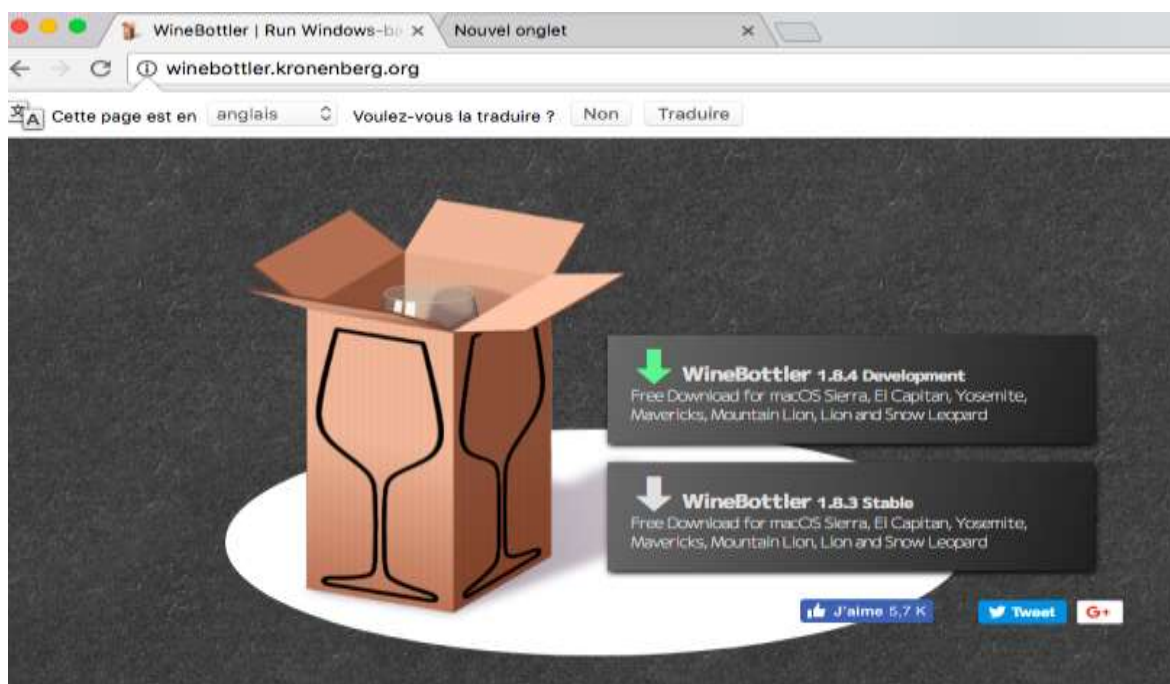 WineBottler | Run Windows-ba
Nouvel onglet
winebottler.kronenberg.org
Cette page est en anglais Voulez-vous la traduire ? Non Traduire
WineBottler 1.8.4 Development
Free Download for macOS Sierra, El Capitan, Yosemite,
Mavericks, Mountain Lion, Lion and Snow Leopard
WineBottler 1.8.3 Stable
Free Download for macOS Sierra, El Capitan, Yosemite,
Mavericks, Mountain Lion, Lion and Snow Leopard
J'aime 5,7 K Tweet G+